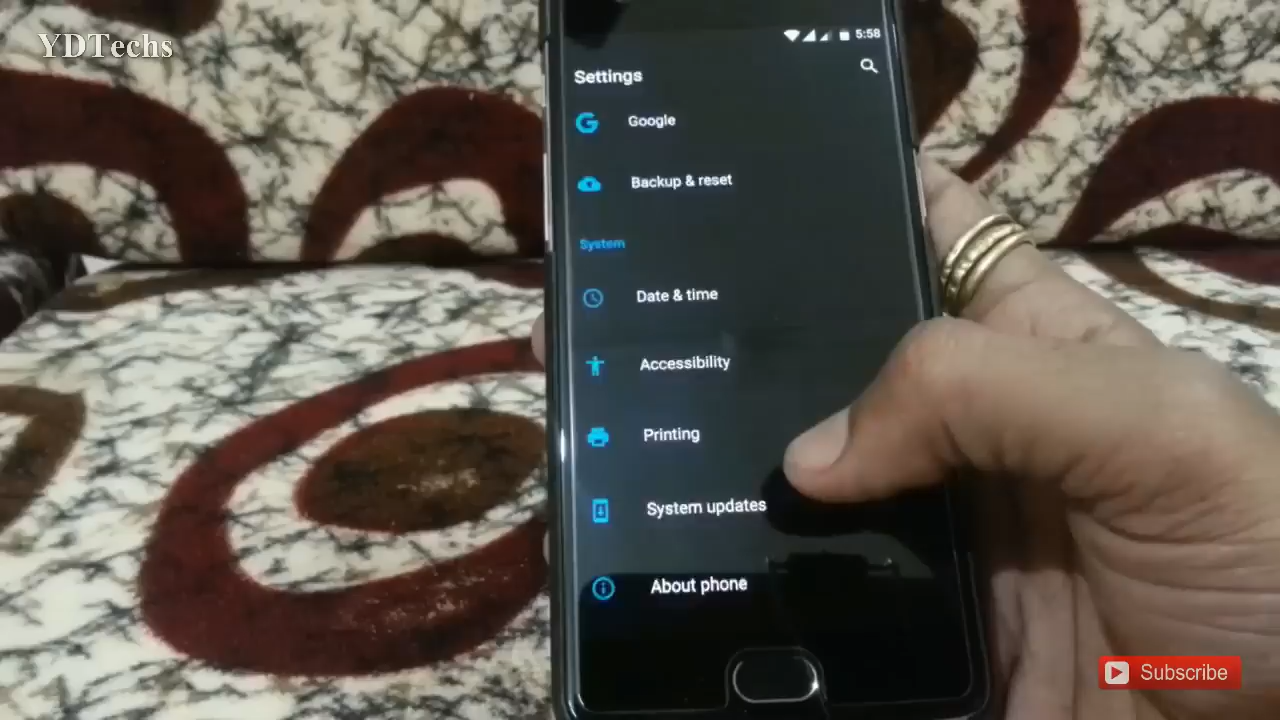 YDTechs
5:58
Settings
Google
Backup & reset
System
Date & time
Accessibility
Printing
System updates
About phone
Subscribe